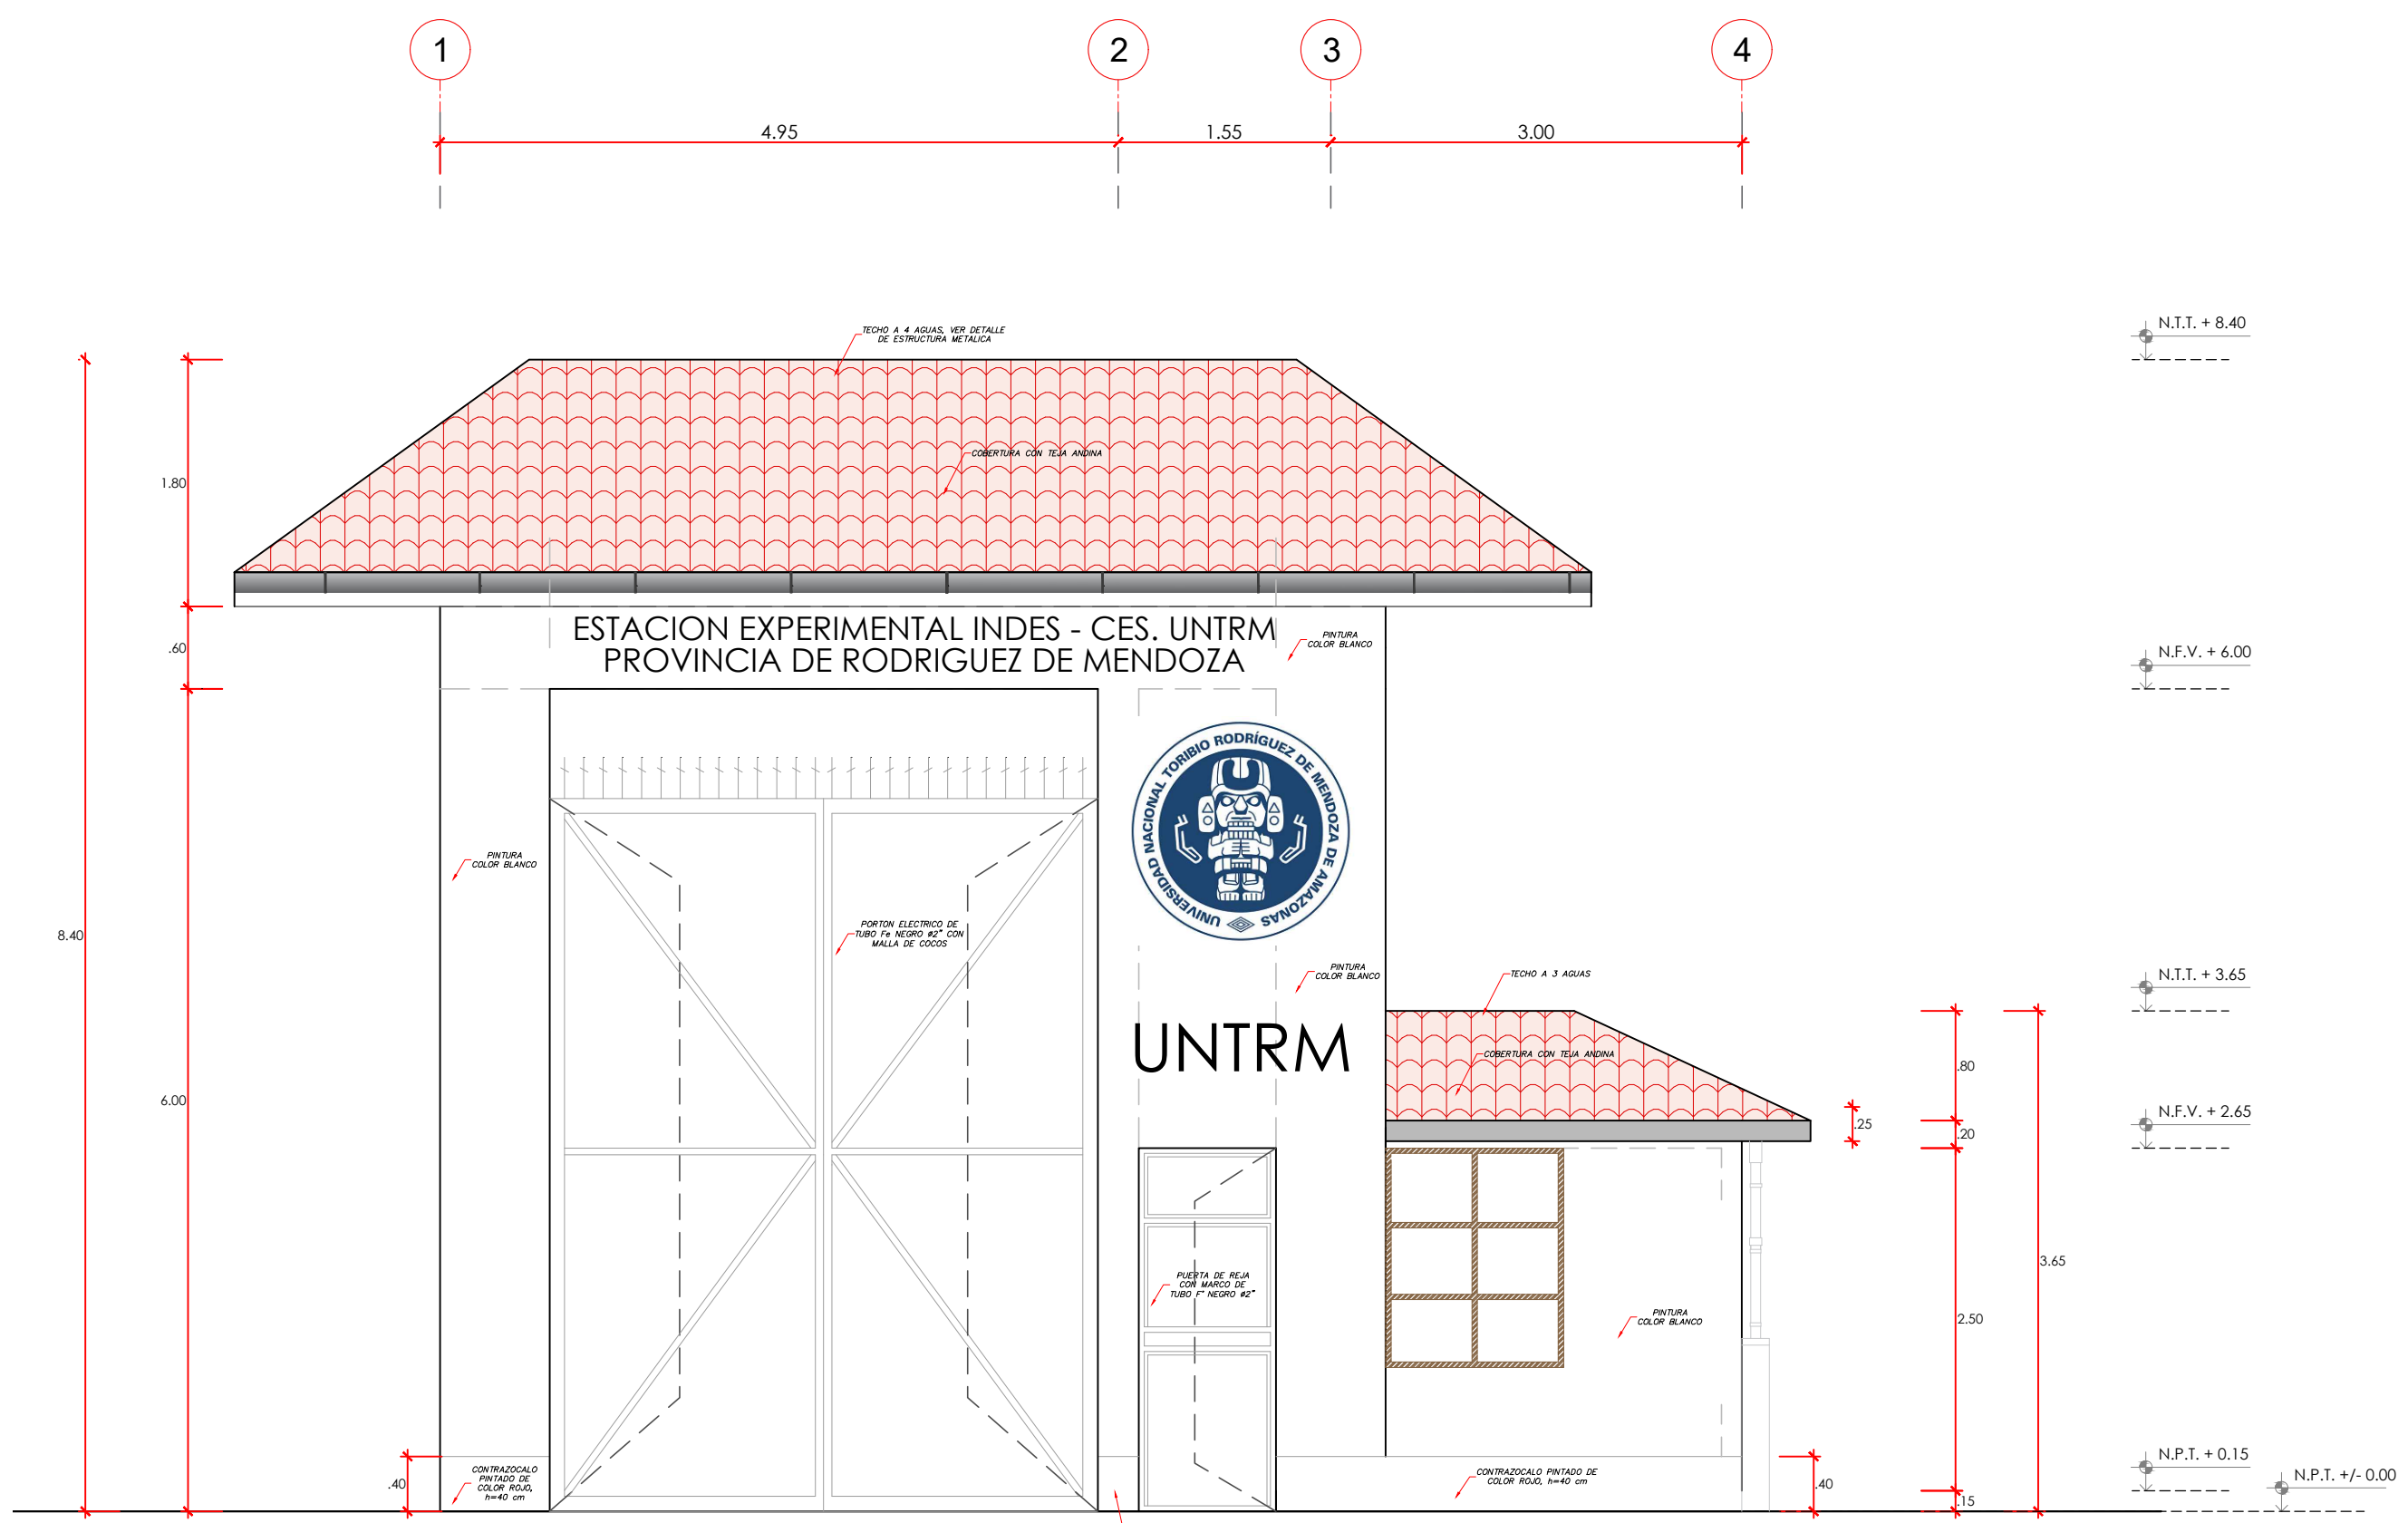 1
2
3
4
4.95
1.55
3.00
TECHO A 4 AGUAS, VER DETALLE
DE ESTRUCTURA METALICA
N.T.T. + 8.40
COBERTURA CON TEJA ANDINA
1.80
ESTACION EXPERIMENTAL INDES - CES. UNTRM
PROVINCIA DE RODRIGUEZ DE MENDOZA
PINTURA
COLOR BLANCO
.60
N.F.V. + 6.00
UNIVERSIDAD NACIONAL TORIBIO RODRÍGUEZ DE MENDOZA DE AMAZONAS
PINTURA
COLOR BLANCO
8.40
PORTON ELECTRICO DE
TUBO Fe NEGRO ø2" CON
MALLA DE COCOS
PINTURA
COLOR BLANCO
TECHO A 3 AGUAS
N.T.T. + 3.65
UNTRM
COBERTURA CON TEJA ANDINA
.80
6.00
.25
.20
N.F.V. + 2.65
PUERTA DE REJA
CON MARCO DE
TUBO F° NEGRO ø2"
3.65
PINTURA
COLOR BLANCO
2.50
.40
CONTRAZOCALO
PINTADO DE
COLOR ROJO,
h=40 cm
CONTRAZOCALO PINTADO DE
COLOR ROJO, h=40 cm
.40
.15
N.P.T. + 0.15
N.P.T. +/- 0.00